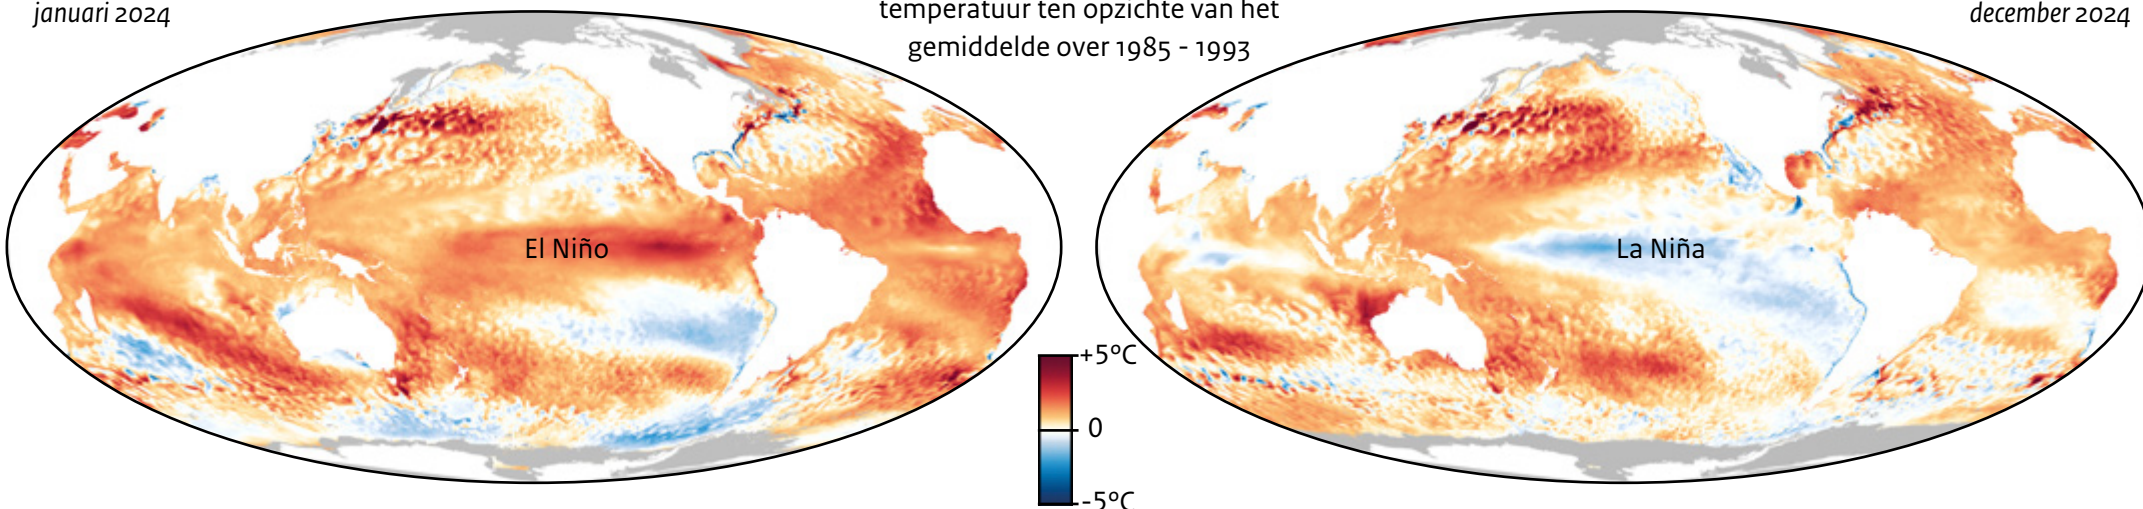 januari 2024
temperatuur ten opzichte van het
gemiddelde over 1985 - 1993
december 2024
El Niño
La Niña
+5°C
0
-5°C